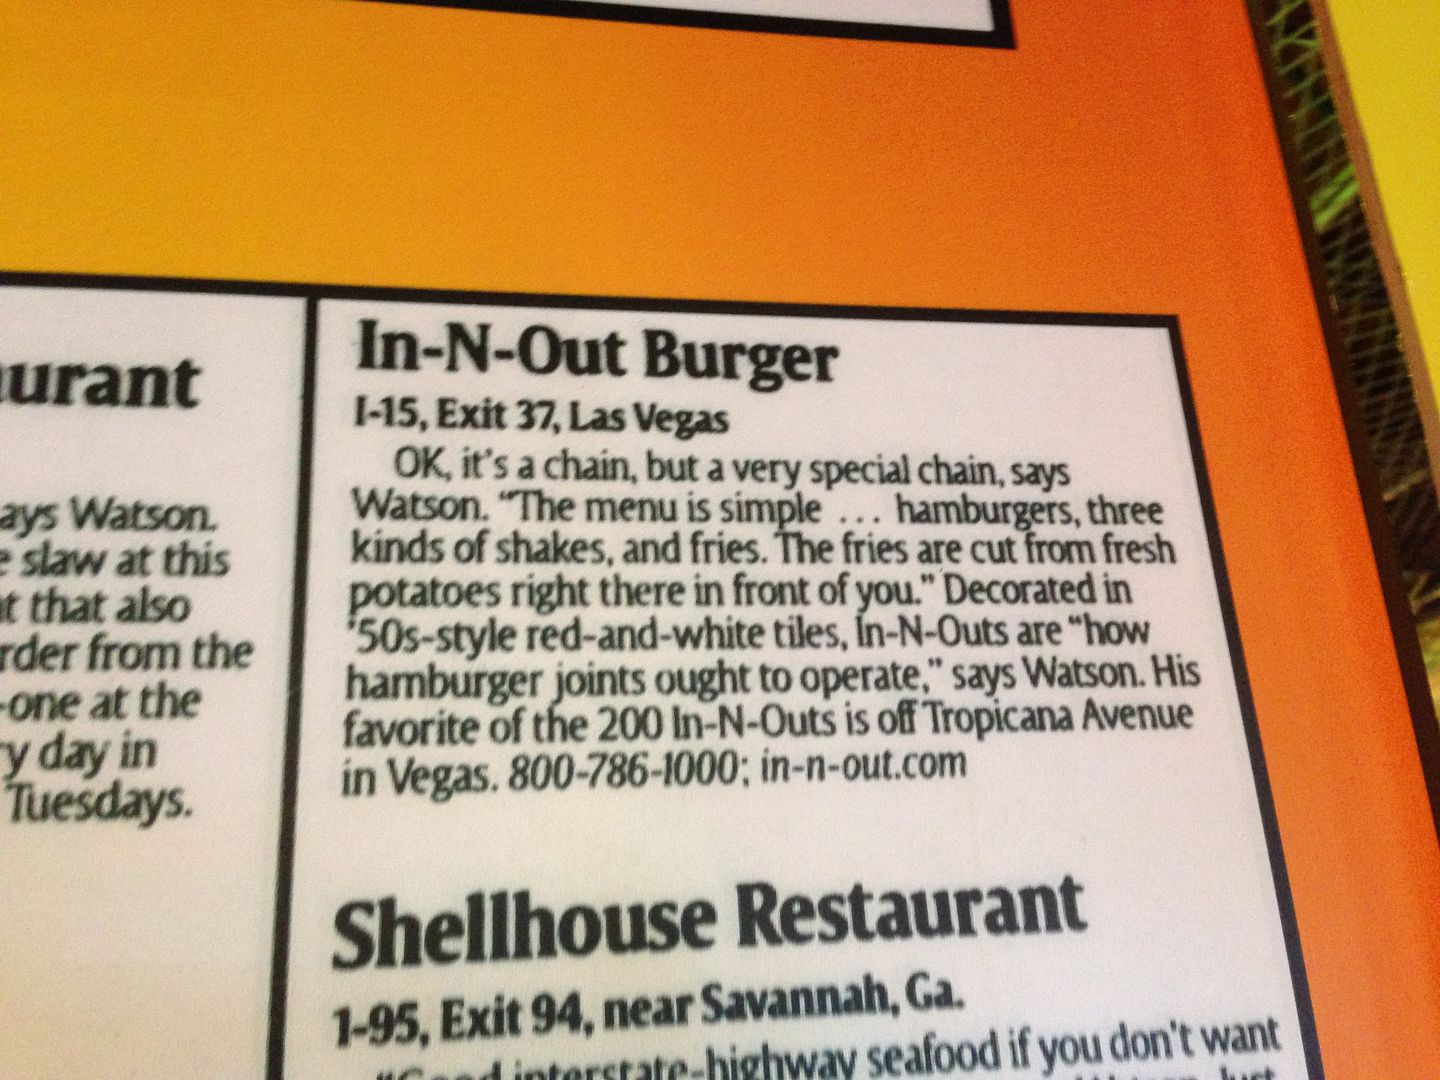 urant
ays Watson.
slaw at this
that also
from the
-one at the
day in
Tuesdays.
In-N-Out Burger
I-15, Exit 37, Las Vegas
OK, it's a chain, but a very special chain, says
Watson. "The menu is simple ... hamburgers, three
kinds of shakes, and fries. The fries are cut from fresh
potatoes right there in front of you." Decorated in
'50s-style red-and-white tiles, In-N-Outs are "how
hamburger joints ought to operate," says Watson. His
favorite of the 200 In-N-Outs is off Tropicana Avenue
in Vegas. 800-786-1000; in-n-out.com
Shellhouse Restaurant
1-95, Exit 94, near Savannah, Ga.
"Good interstate-highway seafood if you don't want